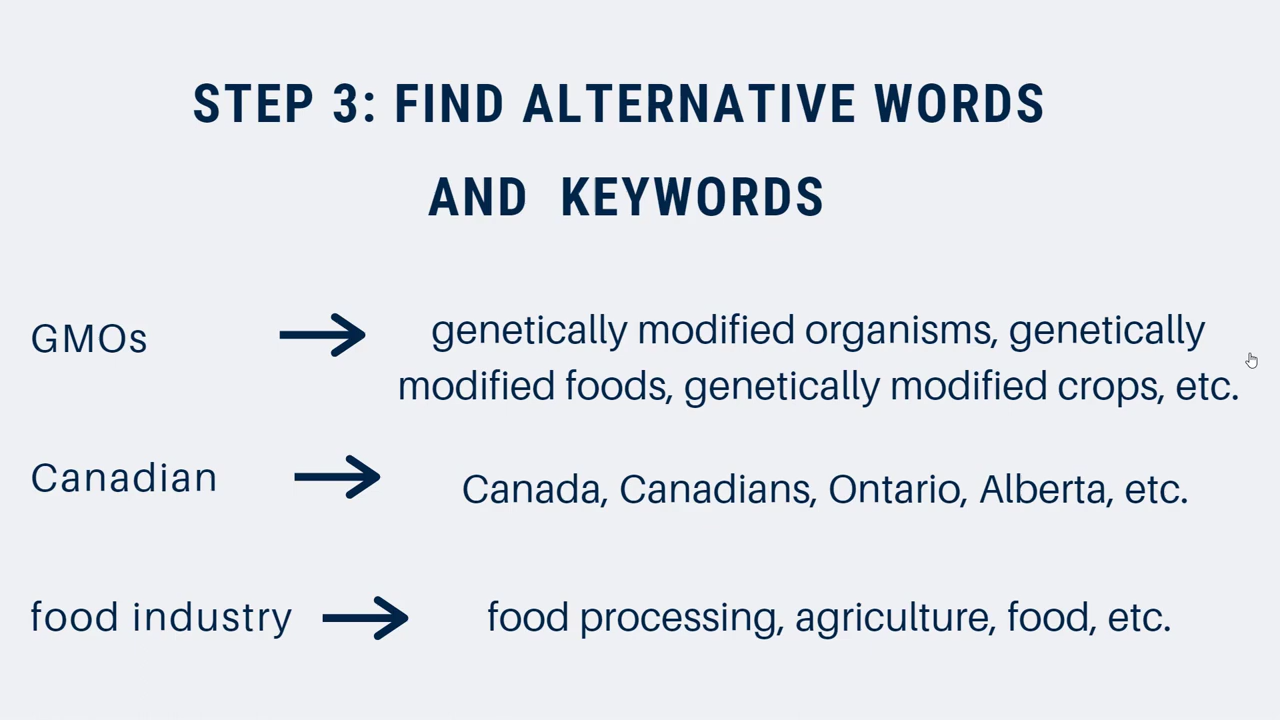 STEP 3: FIND ALTERNATIVE WORDS
AND KEYWORDS
GMOs
genetically modified organisms, genetically
modified foods, genetically modified crops, etc.
Canadian
Canada, Canadians, Ontario, Alberta, etc.
food industry
food processing, agriculture, food, etc.